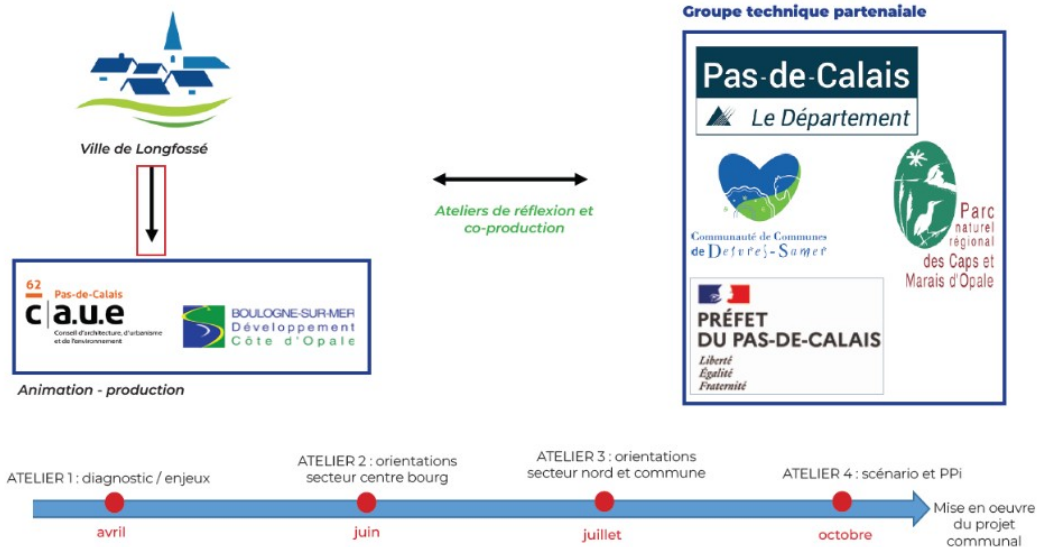 Groupe technique partenaiale
Ville de Longfossé
Pas-de-Calais
Le Département
Ateliers de réflexion et
co-production
Communauté de Communes
de Desvres-Samer
Parc
naturel
régional
des Caps et
Marais d'Opale
62
Pas-de-Calais
c|a.u.e
Conseil d'architecture, d'urbanisme
et de l'environnement
BOULOGNE-SUR-MER
Développement
Côte d'Opale
PRÉFET
DU PAS-DE-CALAIS
Liberté
Égalité
Fraternité
Animation - production
ATELIER 1 : diagnostic / enjeux
ATELIER 2 : orientations
secteur centre bourg
ATELIER 3 : orientations
secteur nord et commune
ATELIER 4 : scénario et PPi
avril
juin
juillet
octobre
Mise en oeuvre
du projet
communal